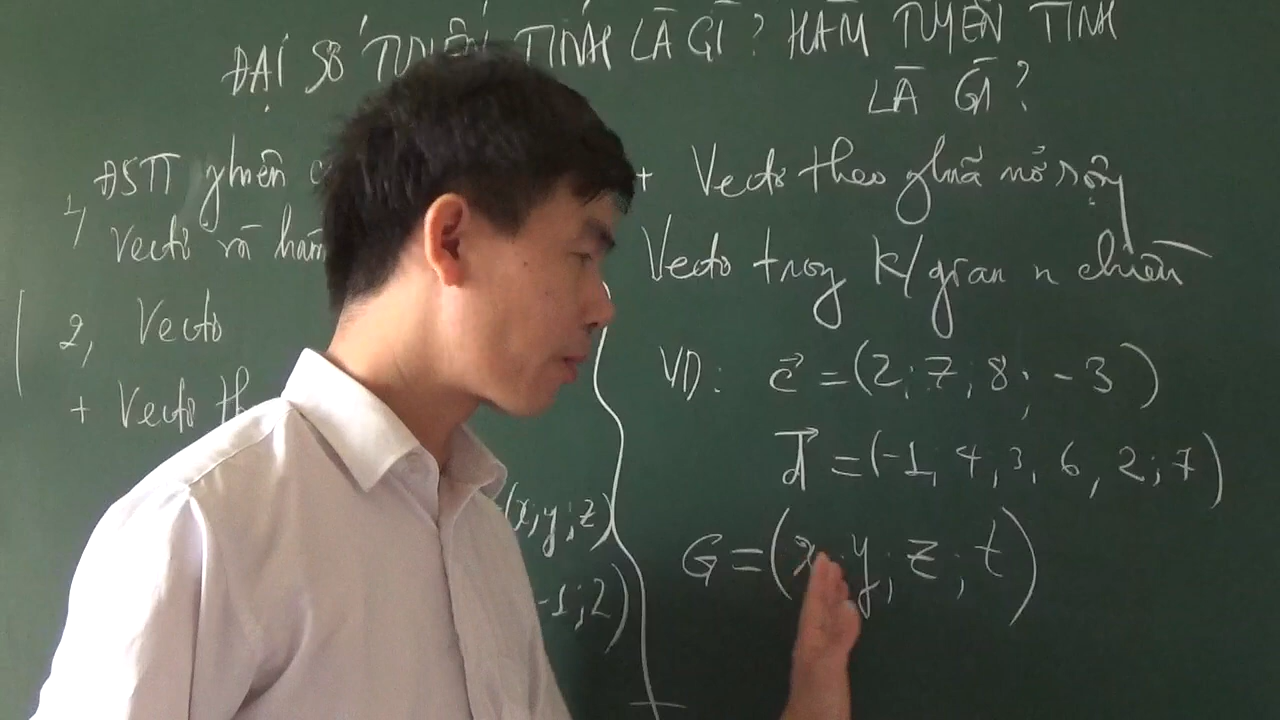 ĐẠI SỐ TUYẾN TÍNH LÀ GÌ? HÀM TUYẾN TÍNH
LÀ GÌ?
1, ĐSTT nghiên
Vectơ và hàm
2, Vectơ
+ Vectơ th
(x,y;z)
-1;2)
+ Vectơ theo nghĩa mở rộng
Vectơ trong k/gian n chiều
VD: c⃗ = (2; 7; 8; -3)
d⃗ = (-1, 4, 3, 6, 2; 7)
G = (x; y; z; t)